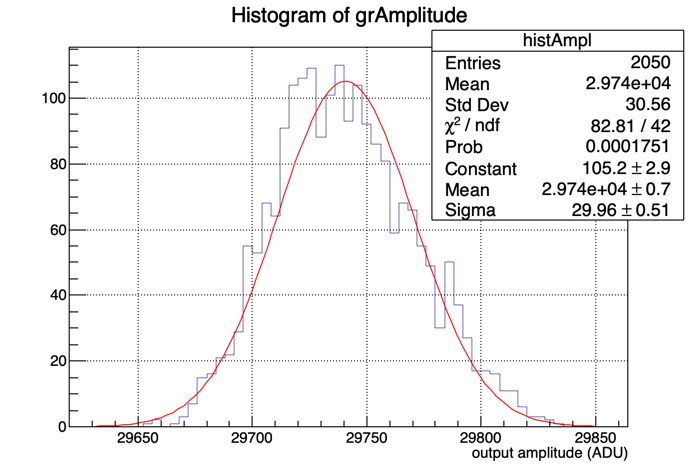 Histogram of grAmplitude
histAmpl
Entries 2050
Mean 2.974e+04
Std Dev 30.56
χ² / ndf 82.81 / 42
Prob 0.0001751
Constant 105.2 ± 2.9
Mean 2.974e+04 ± 0.7
Sigma 29.96 ± 0.51
100
80
60
40
20
0
29650 29700 29750 29800 29850
output amplitude (ADU)